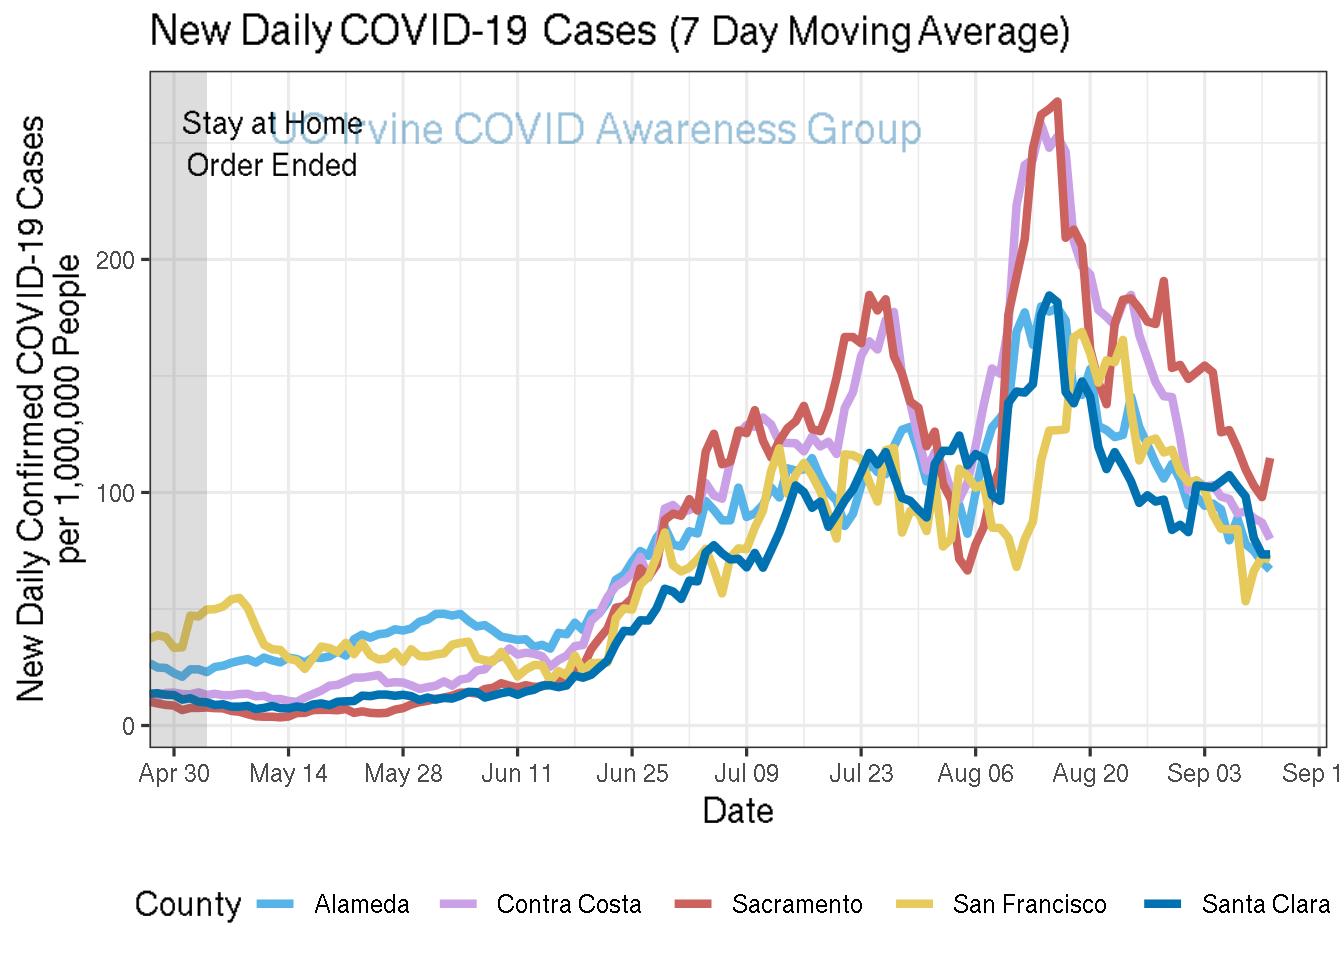 New Daily COVID-19 Cases (7 Day Moving Average)
UC Irvine COVID Awareness Group
Stay at Home
Order Ended
New Daily Confirmed COVID-19 Cases
per 1,000,000 People
200
100
0
Apr 30 May 14 May 28 Jun 11 Jun 25 Jul 09 Jul 23 Aug 06 Aug 20 Sep 03 Sep 1
Date
County Alameda Contra Costa Sacramento San Francisco Santa Clara